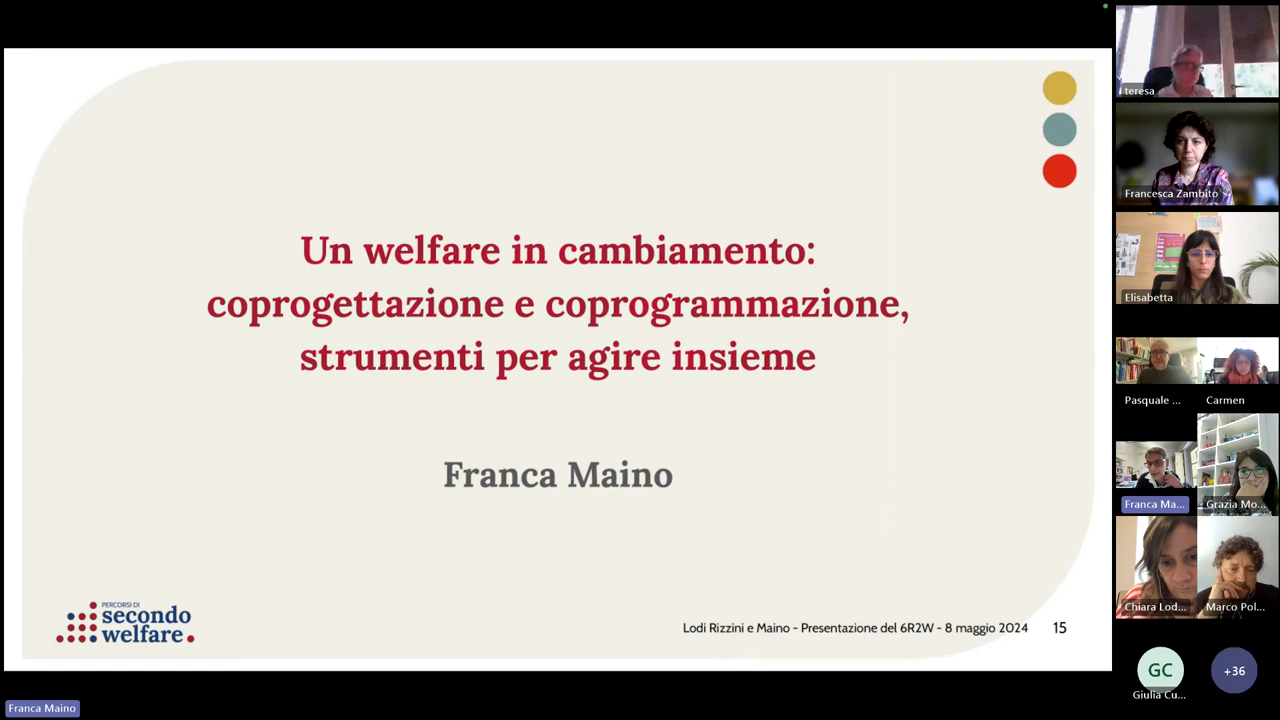 Un welfare in cambiamento:
coprogettazione e coprogrammazione,
strumenti per agire insieme
Franca Maino
PERCORSI DI
secondo
welfare
Lodi Rizzini e Maino - Presentazione del 6R2W - 8 maggio 2024
15
Franca Maino
teresa
Francesca Zambito
Elisabetta
Pasquale ...
Carmen
Franca Ma...
Grazia Mo...
Chiara Lod...
Marco Pol...
GC
Giulia Cu...
+36